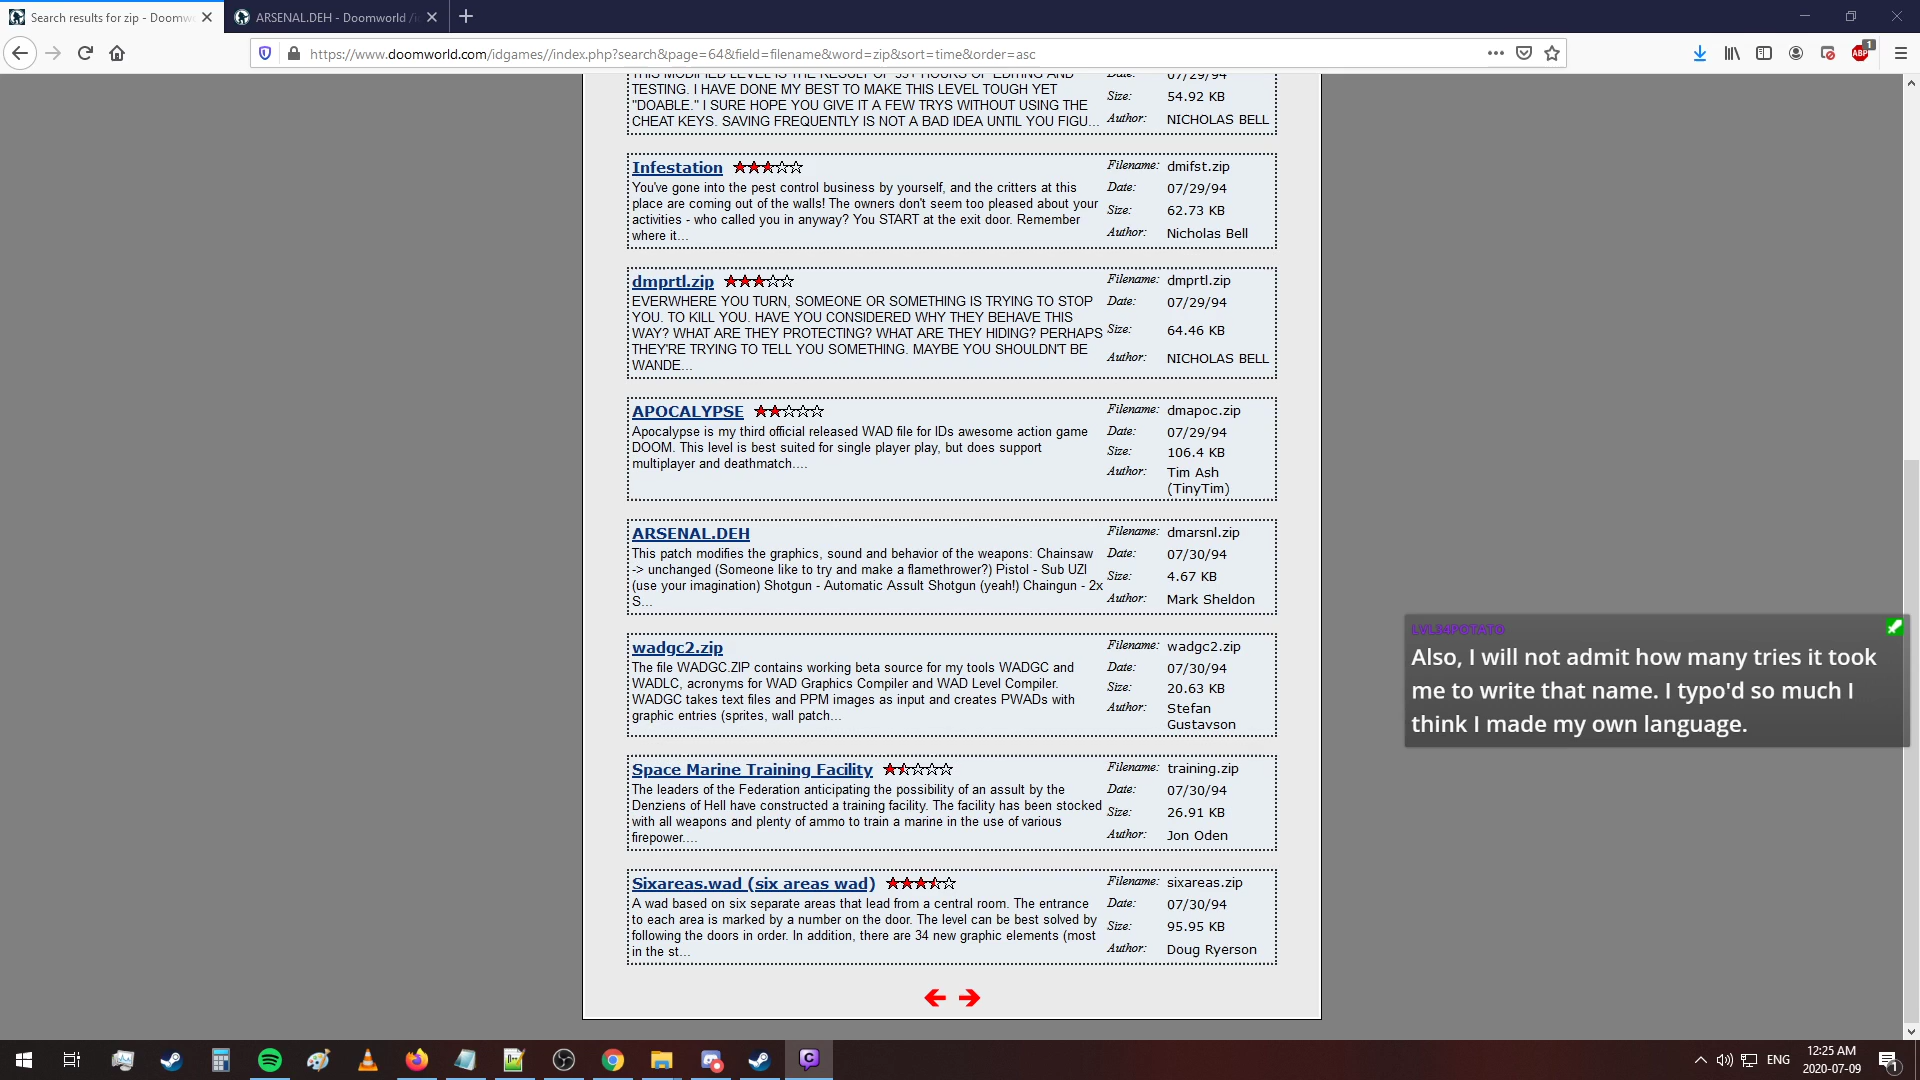 Search results for zip - Doomwo
ARSENAL.DEH - Doomworld /i
https://www.doomworld.com/idgames//index.php?search&page=64&field=filename&word=zip&sort=time&order=asc
ABP
1
TESTING. I HAVE DONE MY BEST TO MAKE THIS LEVEL TOUGH YET
"DOABLE." I SURE HOPE YOU GIVE IT A FEW TRYS WITHOUT USING THE
CHEAT KEYS. SAVING FREQUENTLY IS NOT A BAD IDEA UNTIL YOU FIGU...
Date: 07/29/94
Size: 54.92 KB
Author: NICHOLAS BELL
Infestation
You've gone into the pest control business by yourself, and the critters at this
place are coming out of the walls! The owners don't seem too pleased about your
activities - who called you in anyway? You START at the exit door. Remember
where it...
Filename: dmifst.zip
Date: 07/29/94
Size: 62.73 KB
Author: Nicholas Bell
dmprtl.zip
EVERWHERE YOU TURN, SOMEONE OR SOMETHING IS TRYING TO STOP
YOU. TO KILL YOU. HAVE YOU CONSIDERED WHY THEY BEHAVE THIS
WAY? WHAT ARE THEY PROTECTING? WHAT ARE THEY HIDING? PERHAPS
THEY'RE TRYING TO TELL YOU SOMETHING. MAYBE YOU SHOULDN'T BE
WANDE...
Filename: dmprtl.zip
Date: 07/29/94
Size: 64.46 KB
Author: NICHOLAS BELL
APOCALYPSE
Apocalypse is my third official released WAD file for IDs awesome action game
DOOM. This level is best suited for single player play, but does support
multiplayer and deathmatch....
Filename: dmapoc.zip
Date: 07/29/94
Size: 106.4 KB
Author: Tim Ash
(TinyTim)
ARSENAL.DEH
This patch modifies the graphics, sound and behavior of the weapons: Chainsaw
-> unchanged (Someone like to try and make a flamethrower?) Pistol - Sub UZI
(use your imagination) Shotgun - Automatic Assult Shotgun (yeah!) Chaingun - 2x
S...
Filename: dmarsnl.zip
Date: 07/30/94
Size: 4.67 KB
Author: Mark Sheldon
wadgc2.zip
The file WADGC.ZIP contains working beta source for my tools WADGC and
WADLC, acronyms for WAD Graphics Compiler and WAD Level Compiler.
WADGC takes text files and PPM images as input and creates PWADs with
graphic entries (sprites, wall patch...
Filename: wadgc2.zip
Date: 07/30/94
Size: 20.63 KB
Author: Stefan
Gustavson
Space Marine Training Facility
The leaders of the Federation anticipating the possibility of an assult by the
Denziens of Hell have constructed a training facility. The facility has been stocked
with all weapons and plenty of ammo to train a marine in the use of various
firepower....
Filename: training.zip
Date: 07/30/94
Size: 26.91 KB
Author: Jon Oden
Sixareas.wad (six areas wad)
A wad based on six separate areas that lead from a central room. The entrance
to each area is marked by a number on the door. The level can be best solved by
following the doors in order. In addition, there are 34 new graphic elements (most
in the st...
Filename: sixareas.zip
Date: 07/30/94
Size: 95.95 KB
Author: Doug Ryerson
LVL34POTATO
Also, I will not admit how many tries it took
me to write that name. I typo'd so much I
think I made my own language.
ENG
12:25 AM
2020-07-09
1